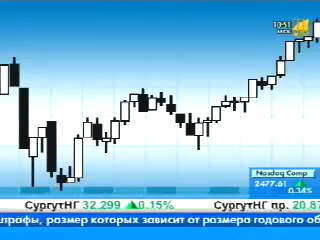 10:51
МСК
Nasdaq Comp
2477.61 ▲
0.34%
СургутНГ 32,299 ▲0.15% СургутНГ пр. 20.87
штрафы, размер которых зависит от размера годового об